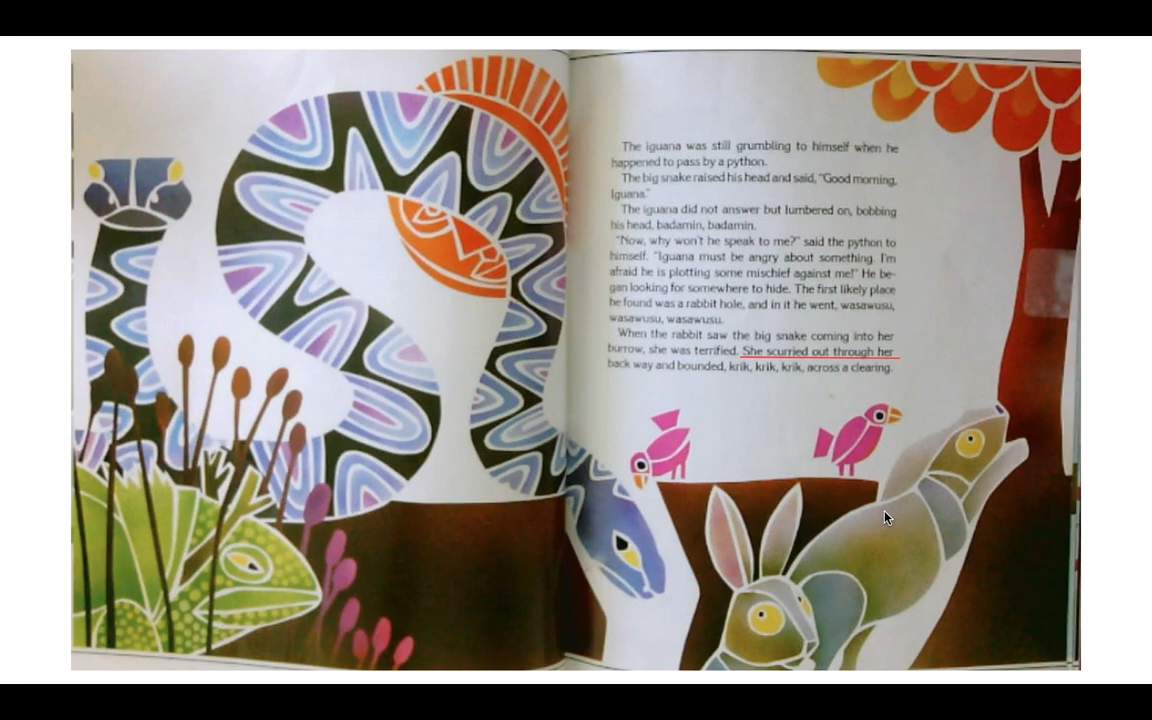 The iguana was still grumbling to himself when he
happened to pass by a python.
The big snake raised his head and said, "Good morning,
Iguana."
The iguana did not answer but lumbered on, bobbing
his head, badamin, badamin.
"Now, why won't he speak to me?" said the python to
himself. "Iguana must be angry about something. I'm
afraid he is plotting some mischief against me!" He be-
gan looking for somewhere to hide. The first likely place
he found was a rabbit hole, and in it he went, wasawusu,
wasawusu, wasawusu.
When the rabbit saw the big snake coming into her
burrow, she was terrified. She scurried out through her
back way and bounded, krik, krik, krik, across a clearing.